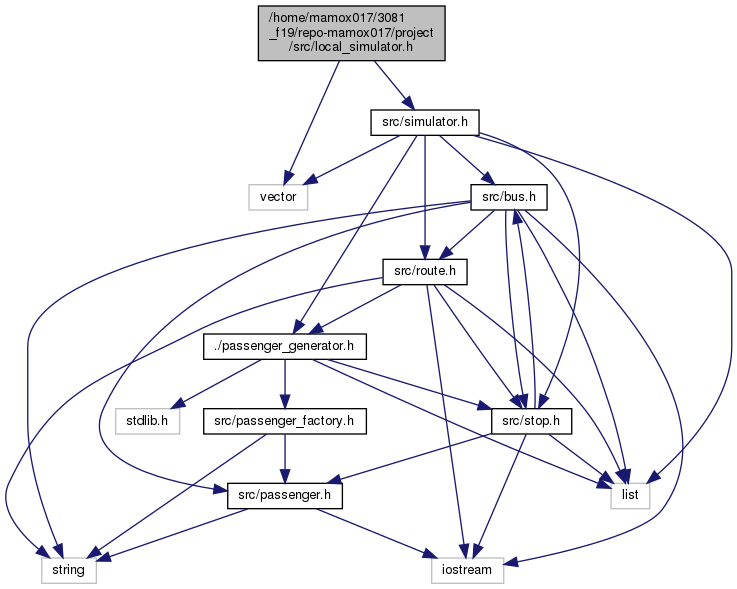 /home/mamox017/3081
_f19/repo-mamox017/project
/src/local_simulator.h
src/simulator.h
vector
src/bus.h
src/route.h
./passenger_generator.h
stdlib.h
src/passenger_factory.h
src/stop.h
src/passenger.h
list
string
iostream